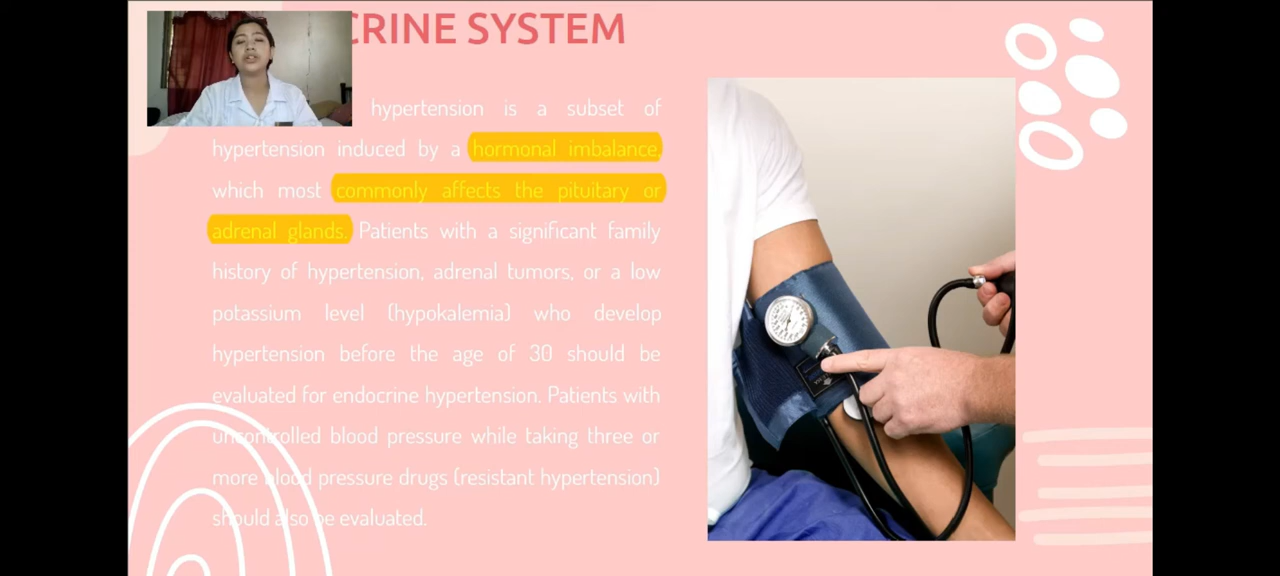 CRINE SYSTEM
hypertension is a subset of
hypertension induced by a hormonal imbalance,
which most commonly affects the pituitary or
adrenal glands. Patients with a significant family
history of hypertension, adrenal tumors, or a low
potassium level (hypokalemia) who develop
hypertension before the age of 30 should be
evaluated for endocrine hypertension. Patients with
uncontrolled blood pressure while taking three or
more blood pressure drugs (resistant hypertension)
should also be evaluated.